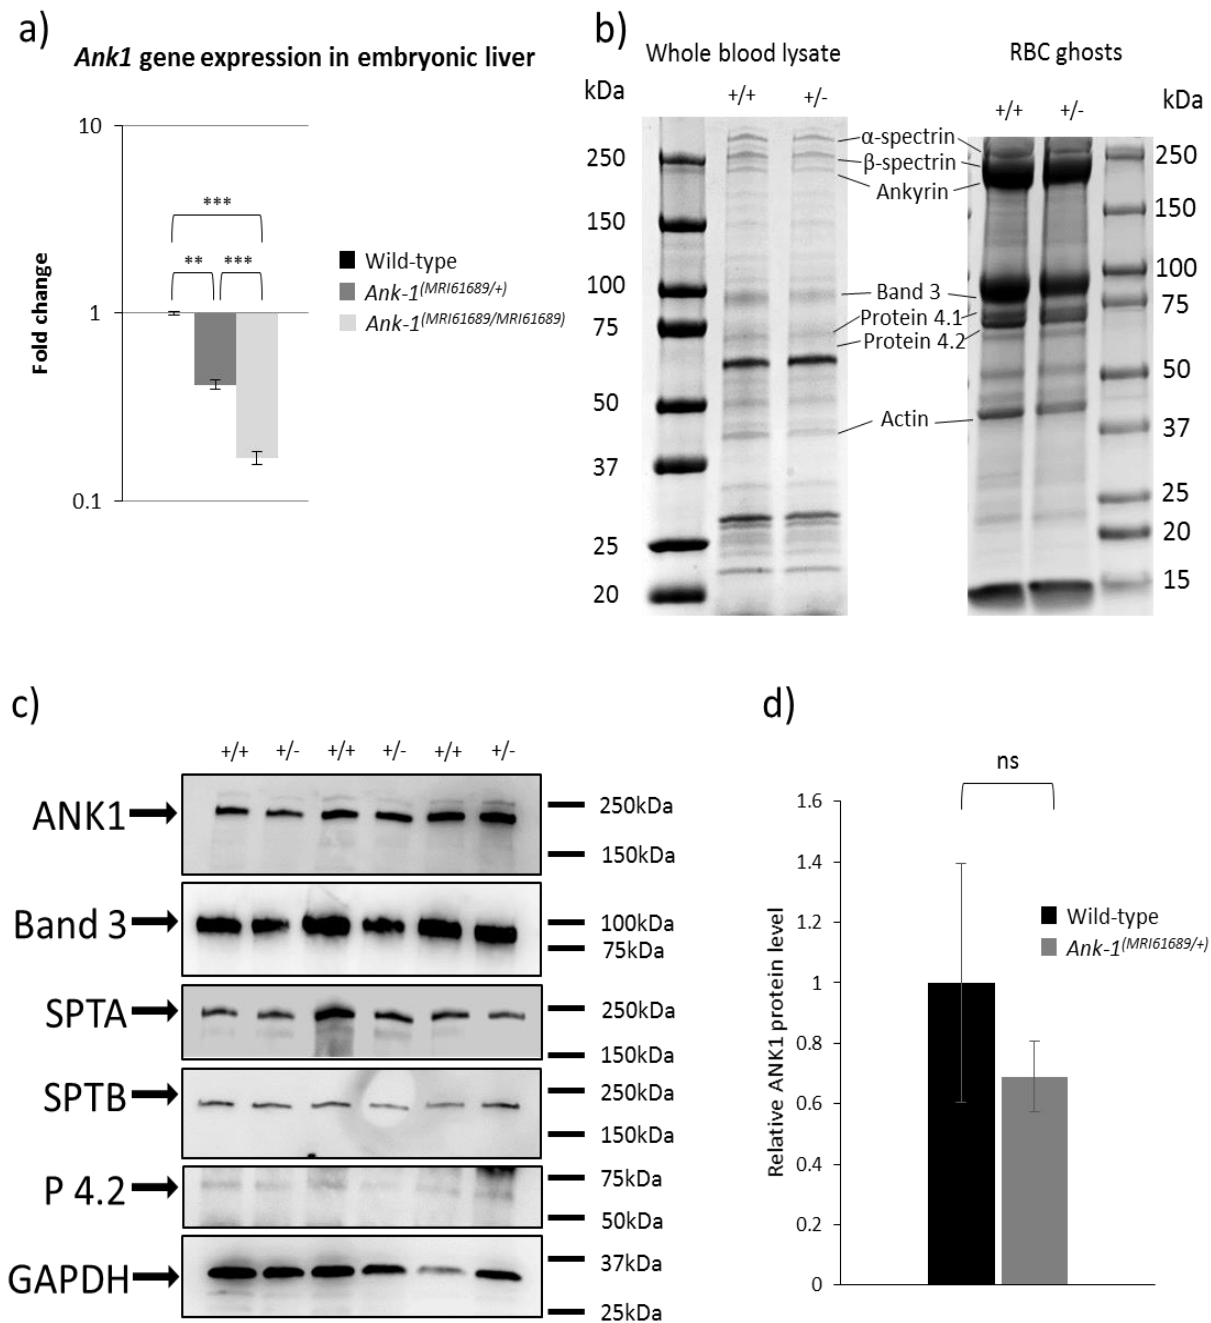 a)
Ank1 gene expression in embryonic liver
10
1
0.1
Fold change
***
** ***
Wild-type
Ank-1(MRI61689/+)
Ank-1(MRI61689/MRI61689)
b)
Whole blood lysate
RBC ghosts
kDa
+/+ +/-
+/+ +/-
kDa
250
150
100
75
50
37
25
20
α-spectrin
β-spectrin
Ankyrin
Band 3
Protein 4.1
Protein 4.2
Actin
250
150
100
75
50
37
25
20
15
c)
+/+ +/- +/+ +/- +/+ +/-
ANK1
250kDa
150kDa
Band 3
100kDa
75kDa
SPTA
250kDa
150kDa
SPTB
250kDa
150kDa
P 4.2
75kDa
50kDa
GAPDH
37kDa
25kDa
d)
ns
Relative ANK1 protein level
1.6
1.4
1.2
1
0.8
0.6
0.4
0.2
0
Wild-type
Ank-1(MRI61689/+)